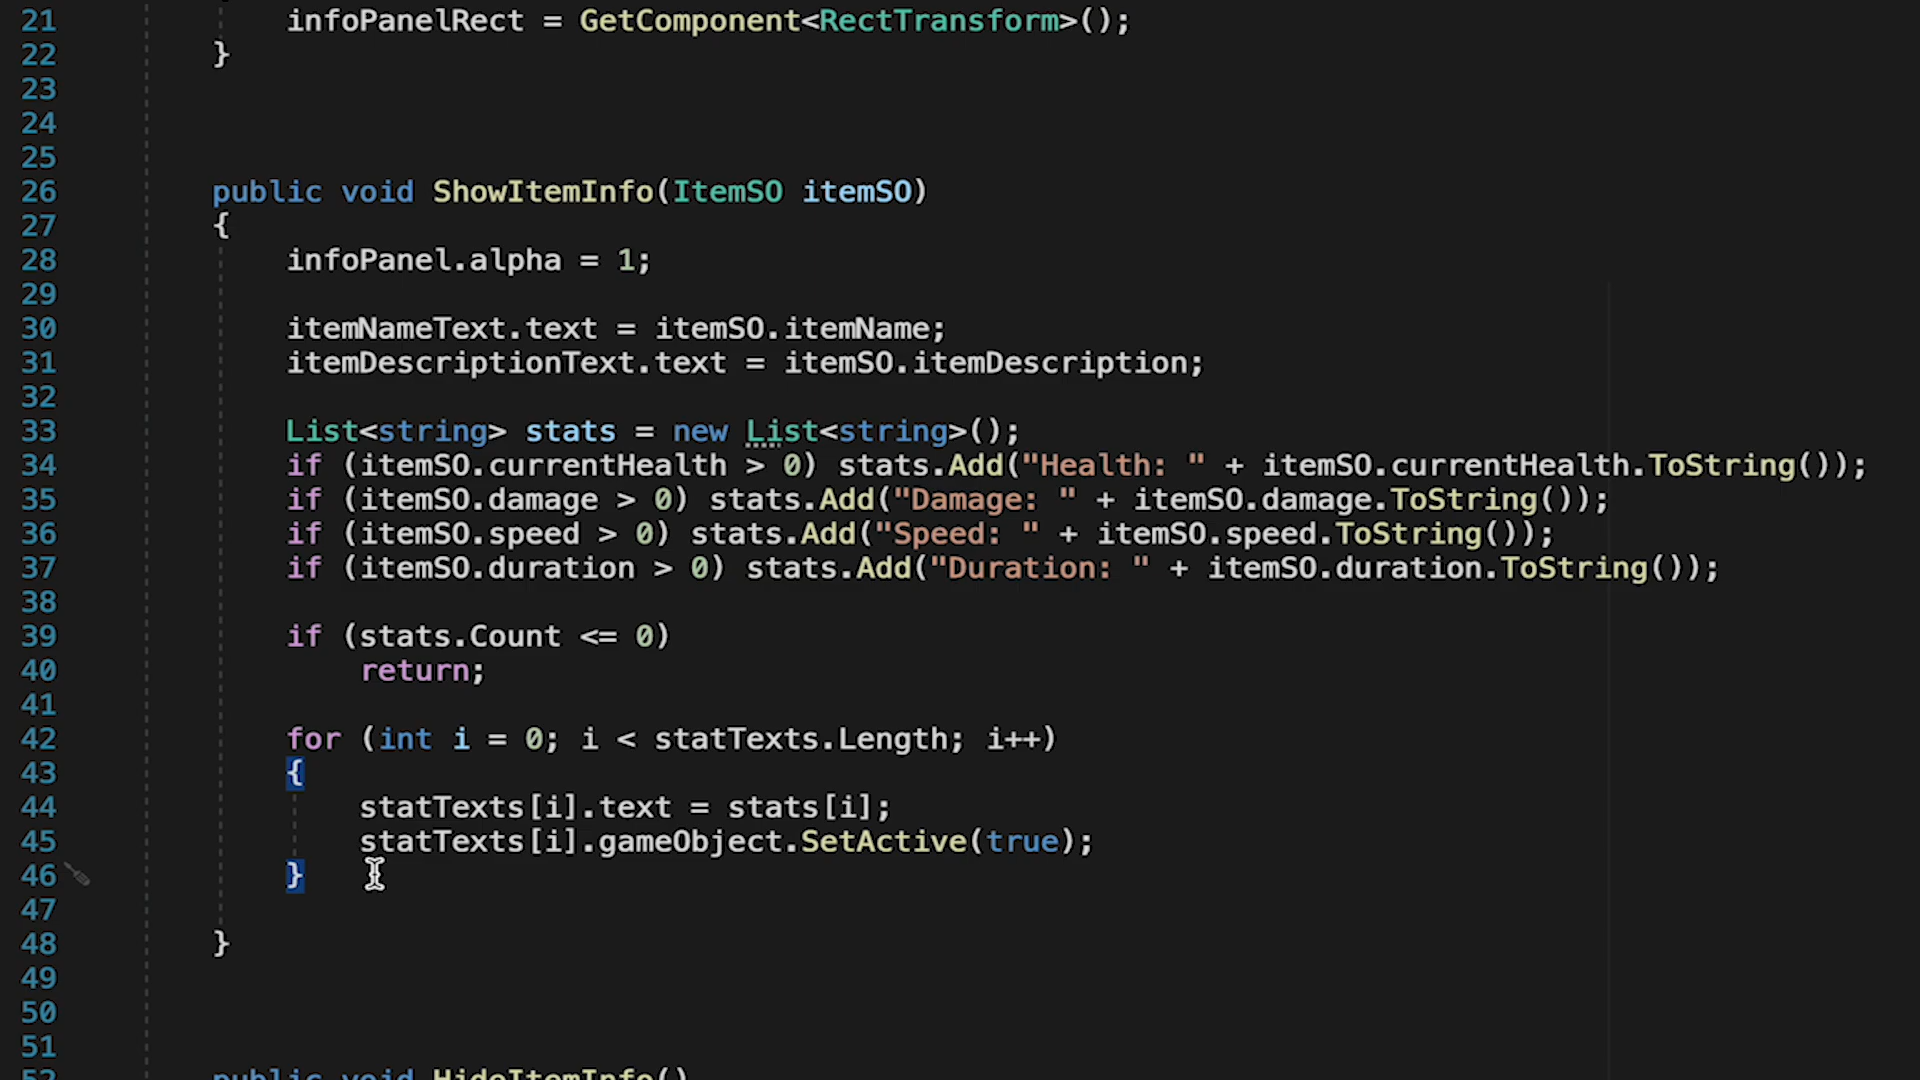 21 infoPanelRect = GetComponent<RectTransform>();
22 }
23
24
25
26 public void ShowItemInfo(ItemSO itemSO)
27 {
28 infoPanel.alpha = 1;
29
30 itemNameText.text = itemSO.itemName;
31 itemDescriptionText.text = itemSO.itemDescription;
32
33 List<string> stats = new List<string>();
34 if (itemSO.currentHealth > 0) stats.Add("Health: " + itemSO.currentHealth.ToString());
35 if (itemSO.damage > 0) stats.Add("Damage: " + itemSO.damage.ToString());
36 if (itemSO.speed > 0) stats.Add("Speed: " + itemSO.speed.ToString());
37 if (itemSO.duration > 0) stats.Add("Duration: " + itemSO.duration.ToString());
38
39 if (stats.Count <= 0)
40 return;
41
42 for (int i = 0; i < statTexts.Length; i++)
43 {
44 statTexts[i].text = stats[i];
45 statTexts[i].gameObject.SetActive(true);
46 }
47
48 }
49
50
51
52 public void HideItemInfo()